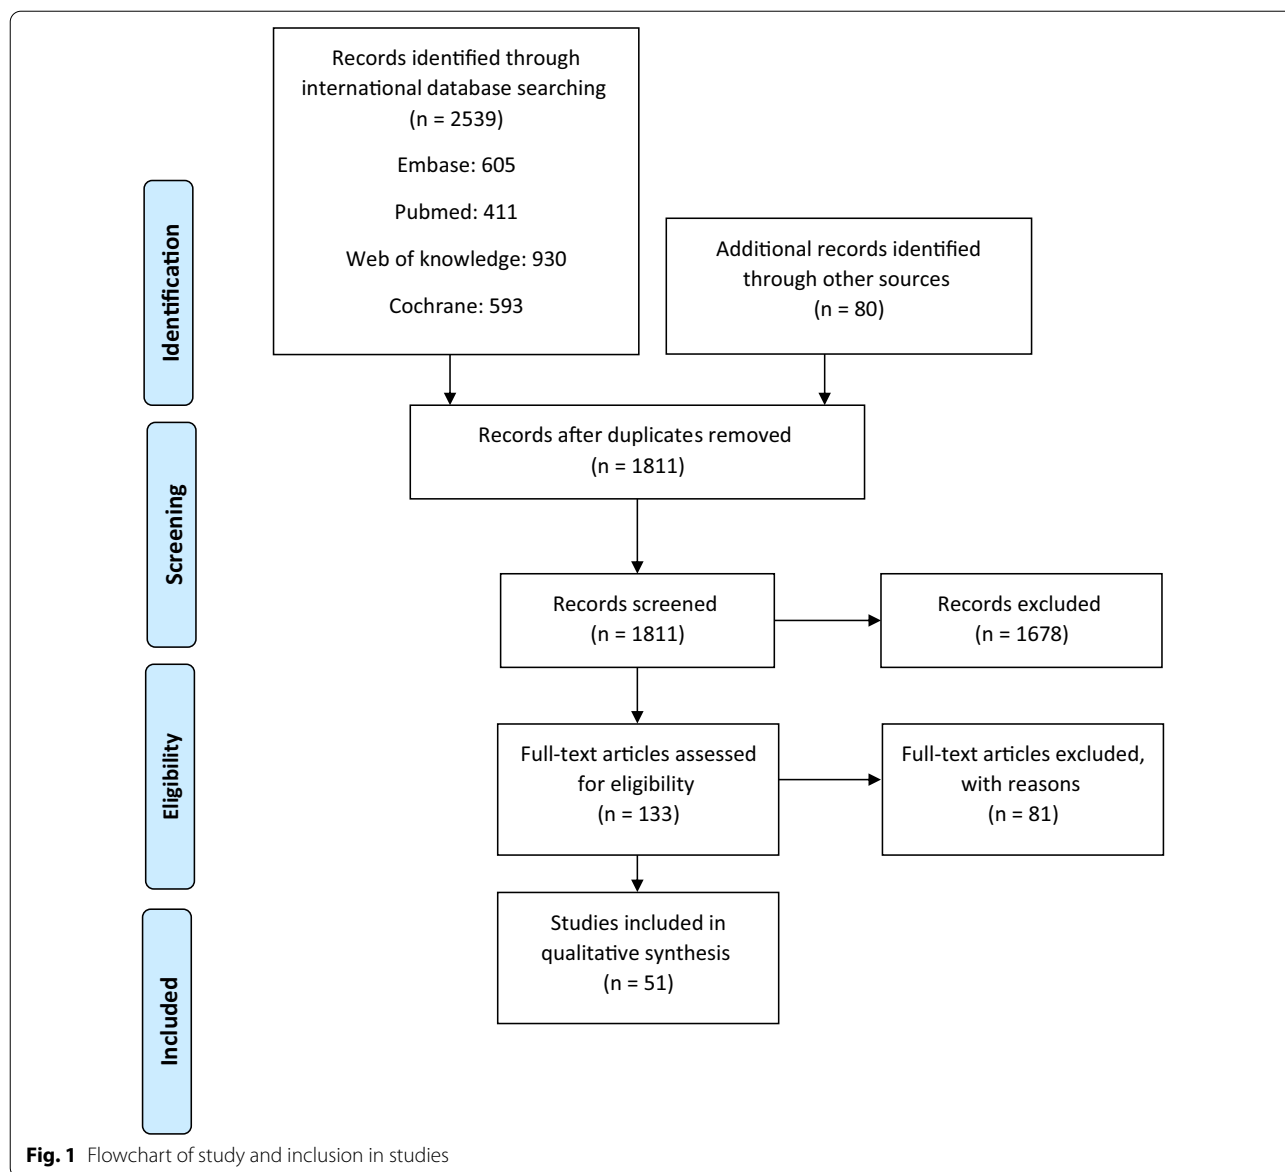 Records identified through
international database searching
(n = 2539)
Embase: 605
Pubmed: 411
Web of knowledge: 930
Cochrane: 593
Additional records identified
through other sources
(n = 80)
Identification
Records after duplicates removed
(n = 1811)
Screening
Records screened
(n = 1811)
Records excluded
(n = 1678)
Eligibility
Full-text articles assessed
for eligibility
(n = 133)
Full-text articles excluded,
with reasons
(n = 81)
Included
Studies included in
qualitative synthesis
(n = 51)
Fig. 1 Flowchart of study and inclusion in studies